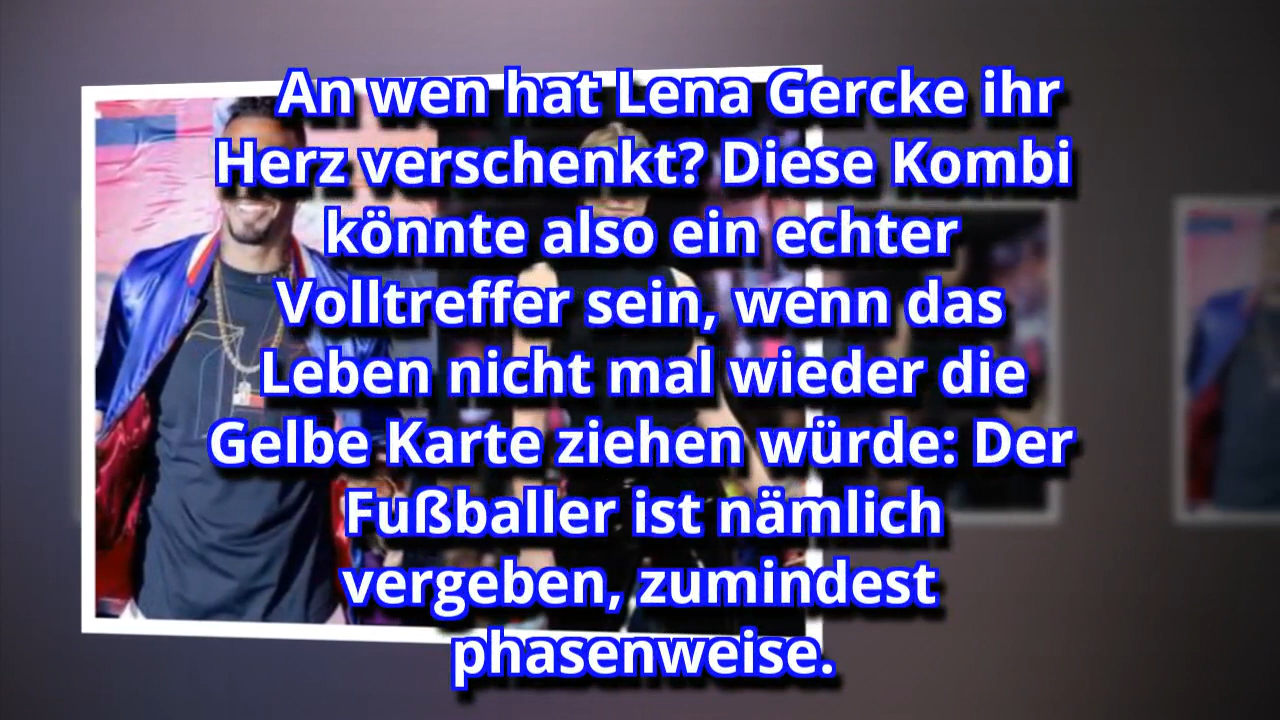 An wen hat Lena Gercke ihr
Herz verschenkt? Diese Kombi
könnte also ein echter
Volltreffer sein, wenn das
Leben nicht mal wieder die
Gelbe Karte ziehen würde: Der
Fußballer ist nämlich
vergeben, zumindest
phasenweise.